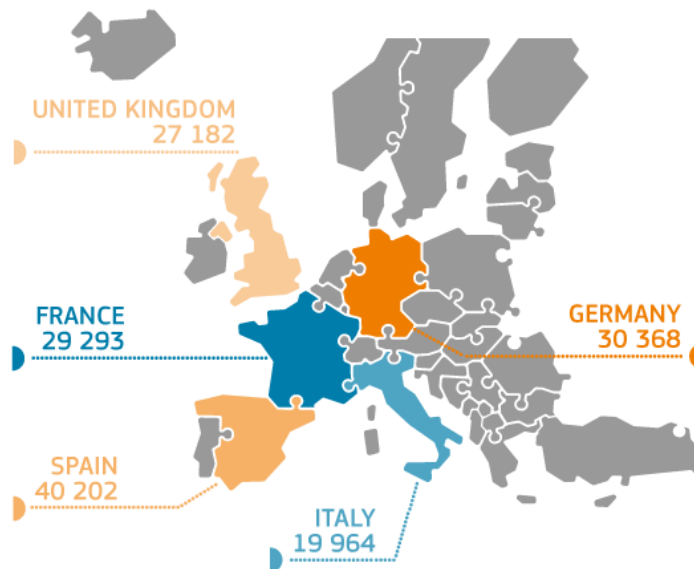 UNITED KINGDOM
27 182
FRANCE
29 293
GERMANY
30 368
SPAIN
40 202
ITALY
19 964